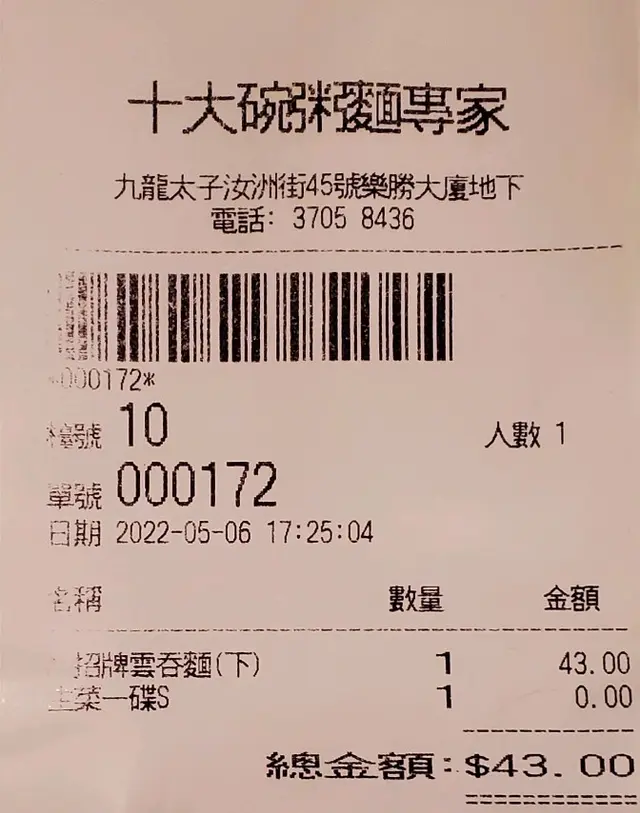 十大碗粥麵專家
九龍太子汝洲街45號樂勝大廈地下
電話: 3705 8436
000172*
檯號 10 人數 1
單號 000172
日期 2022-05-06 17:25:04
名稱 數量 金額
招牌雲吞麵(下) 1 43.00
菜一碟S 1 0.00
總金額:$43.00